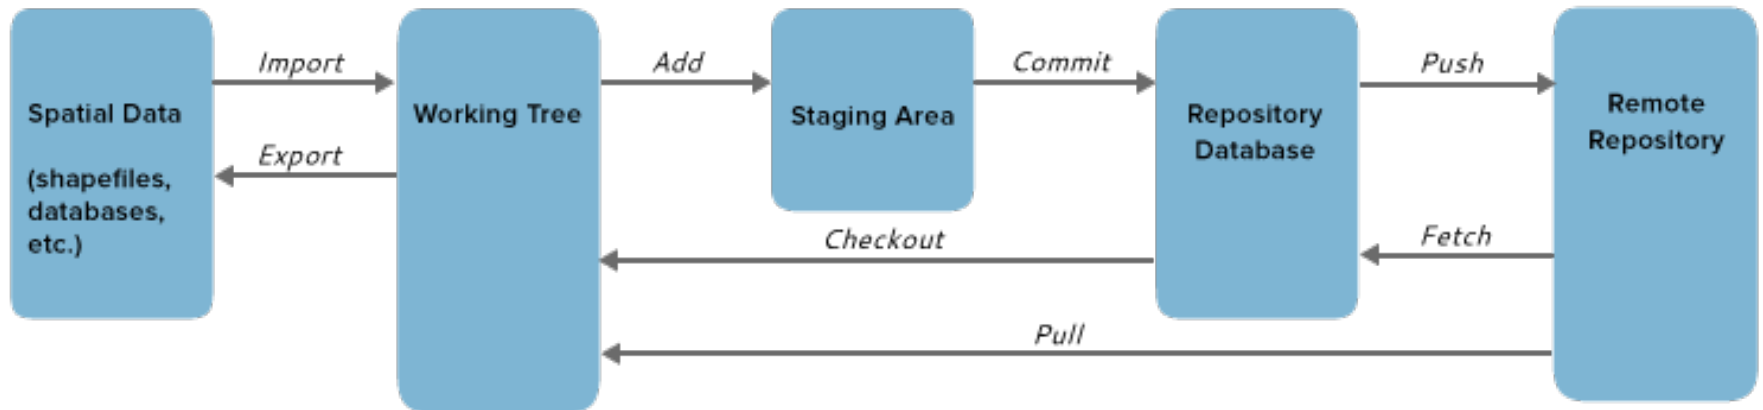 Import
Add
Commit
Push
Spatial Data
(shapefiles,
databases,
etc.)
Working Tree
Staging Area
Repository
Database
Remote
Repository
Export
Checkout
Fetch
Pull